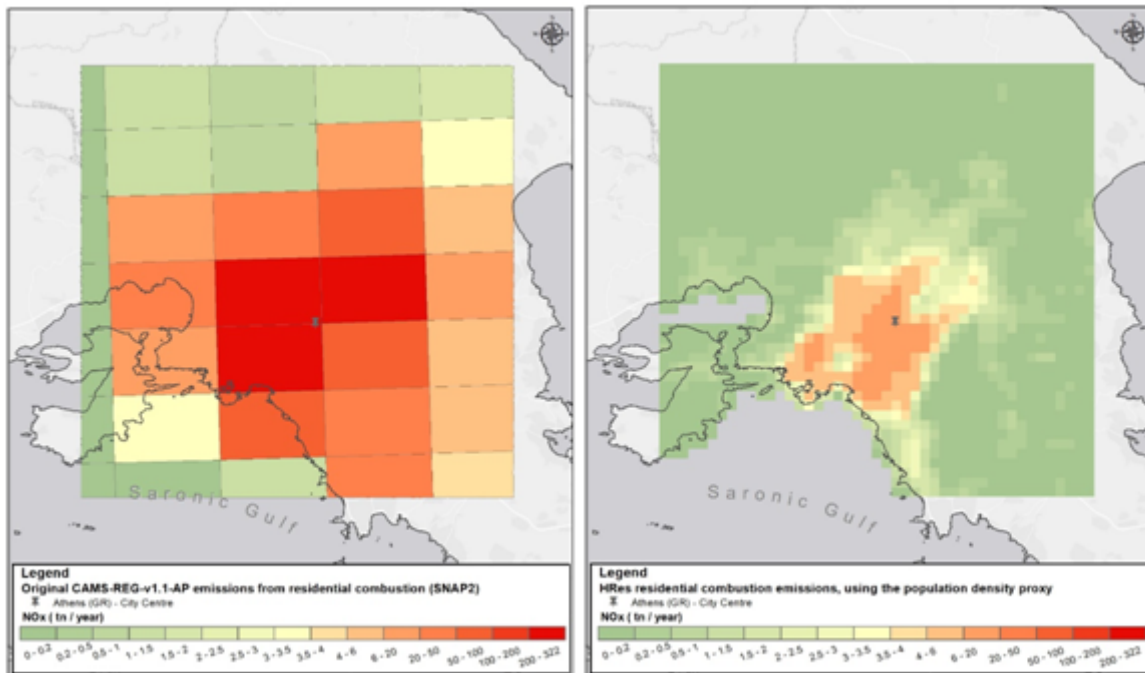 Saronic Gulf
Legend
Original CAMS-REG-v1.1-AP emissions from residential combustion (SNAP2)
Athens (GR) - City Centre
NOx ( tn / year)
0 - 0.2
0.2 - 0.5
0.5 - 1
1 - 1.5
1.5 - 2
2 - 2.5
2.5 - 3
3 - 3.5
3.5 - 4
4 - 6
6 - 20
20 - 50
50 - 100
100 - 200
200 - 322
Saronic Gulf
Legend
HRes residential combustion emissions, using the population density proxy
Athens (GR) - City Centre
NOx ( tn / year)
0 - 0.2
0.2 - 0.5
0.5 - 1
1 - 1.5
1.5 - 2
2 - 2.5
2.5 - 3
3 - 3.5
3.5 - 4
4 - 6
6 - 20
20 - 50
50 - 100
100 - 200
200 - 322